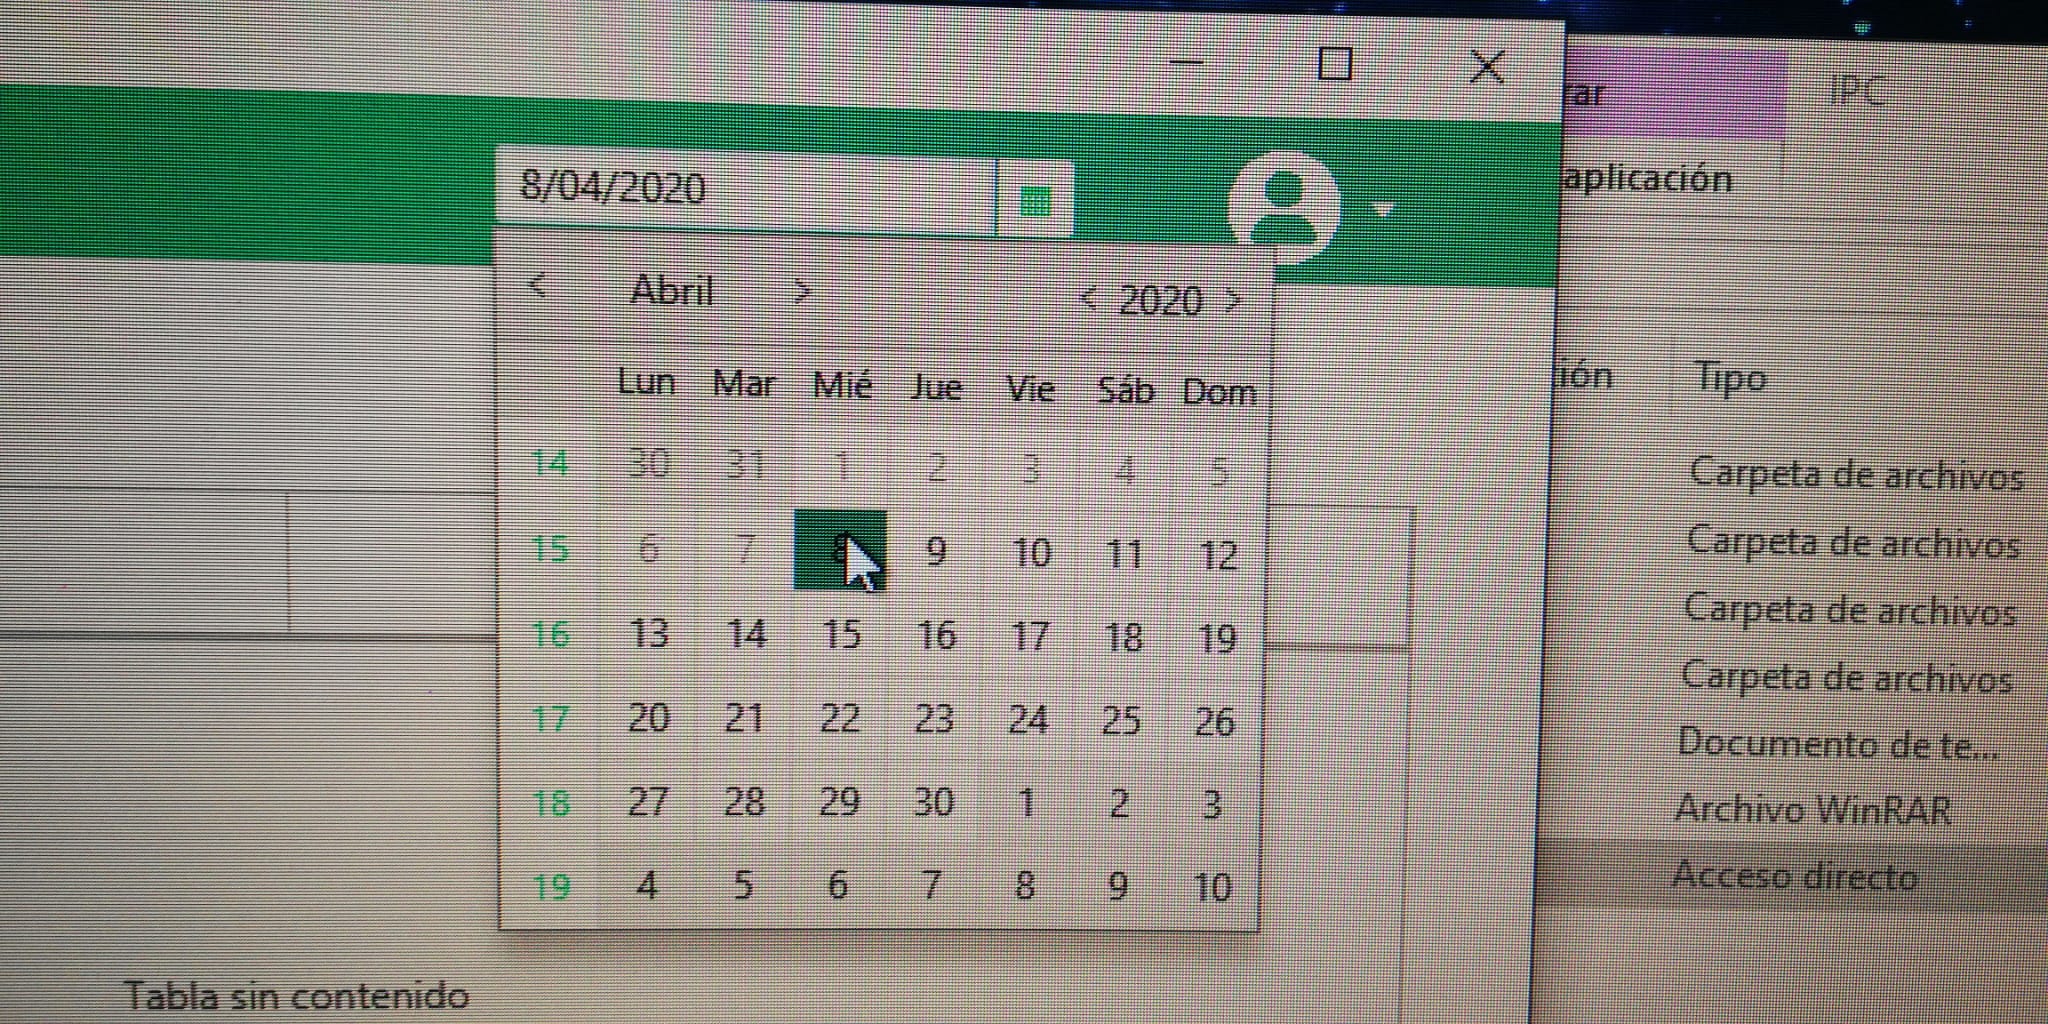 rar
IPC
8/04/2020
aplicación
< Abril > < 2020 >
Lun Mar Mié Jue Vie Sáb Dom
14 30 31 1 2 3 4 5
15 6 7 8 9 10 11 12
16 13 14 15 16 17 18 19
17 20 21 22 23 24 25 26
18 27 28 29 30 1 2 3
19 4 5 6 7 8 9 10
Tabla sin contenido
ión Tipo
Carpeta de archivos
Carpeta de archivos
Carpeta de archivos
Carpeta de archivos
Documento de te...
Archivo WinRAR
Acceso directo